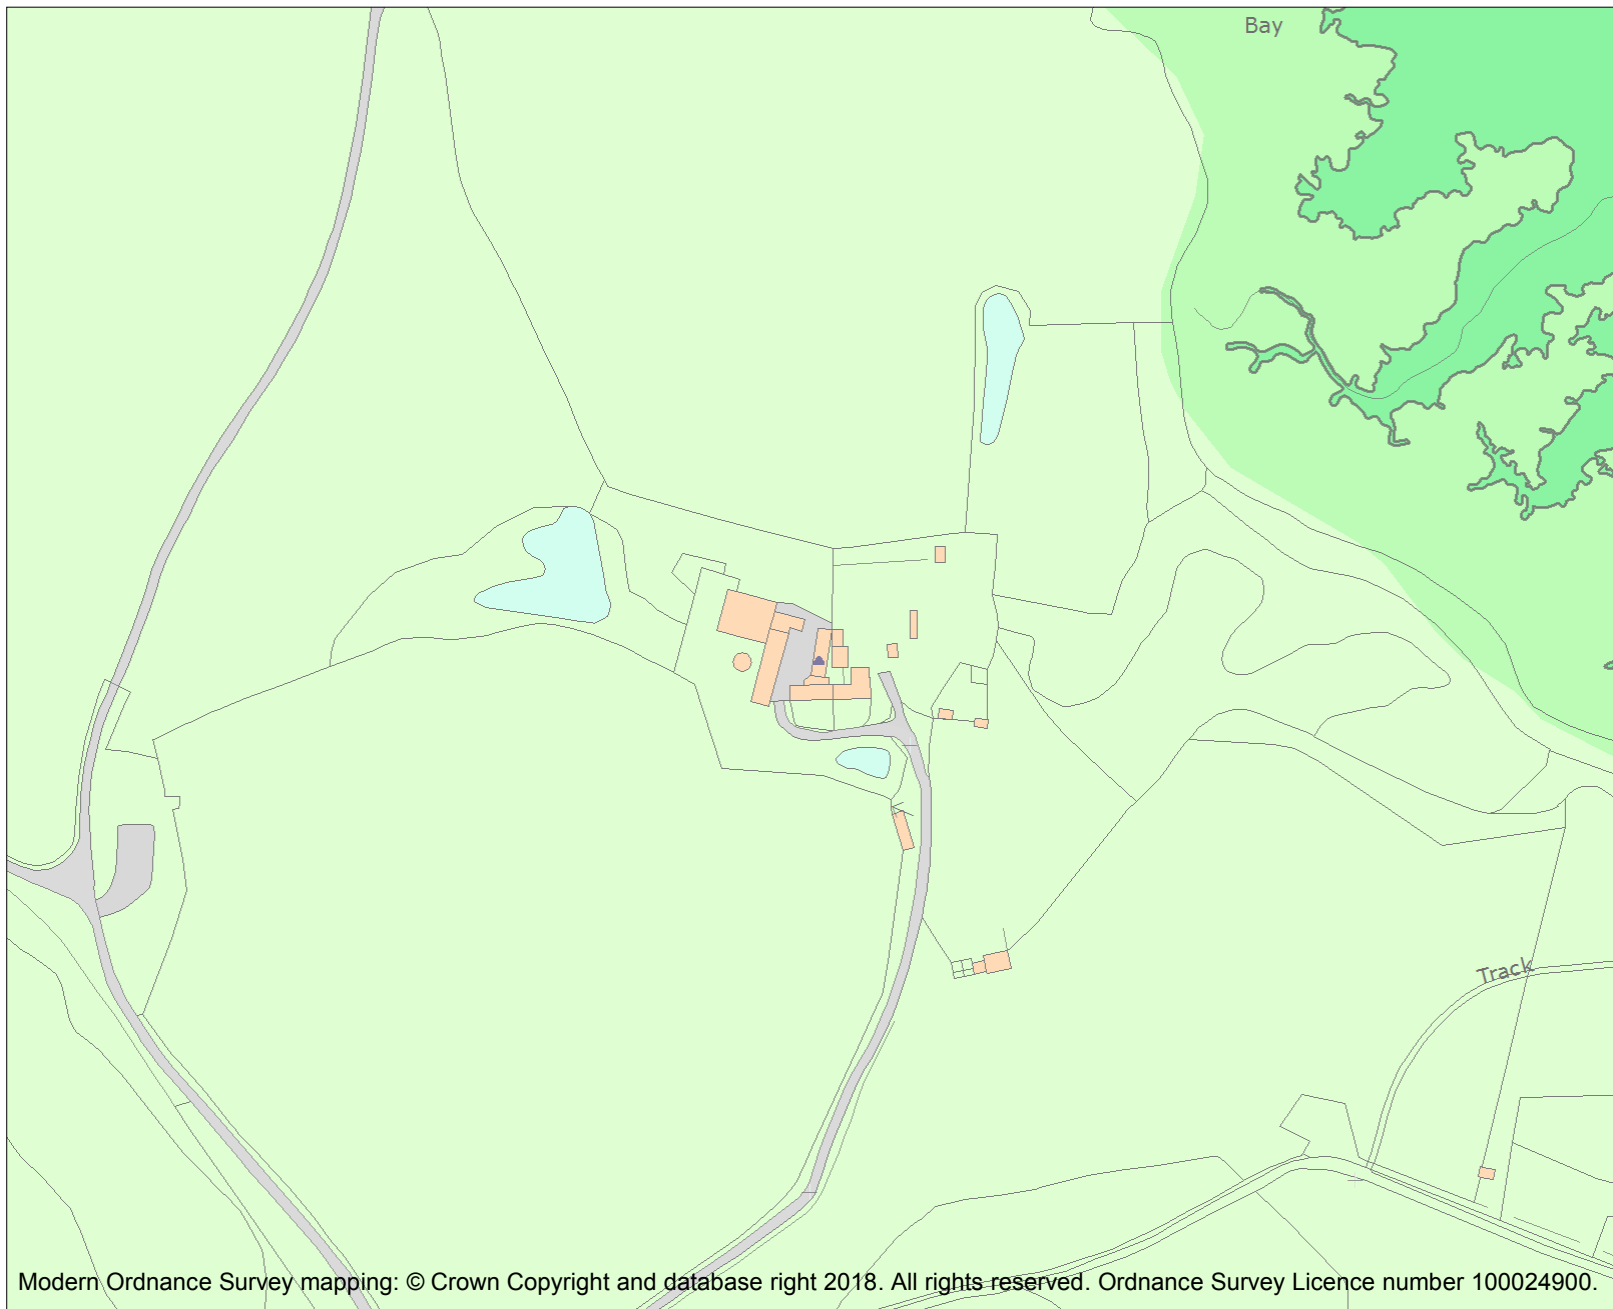 Bay
Track
Modern Ordnance Survey mapping: © Crown Copyright and database right 2018. All rights reserved. Ordnance Survey Licence number 100024900.